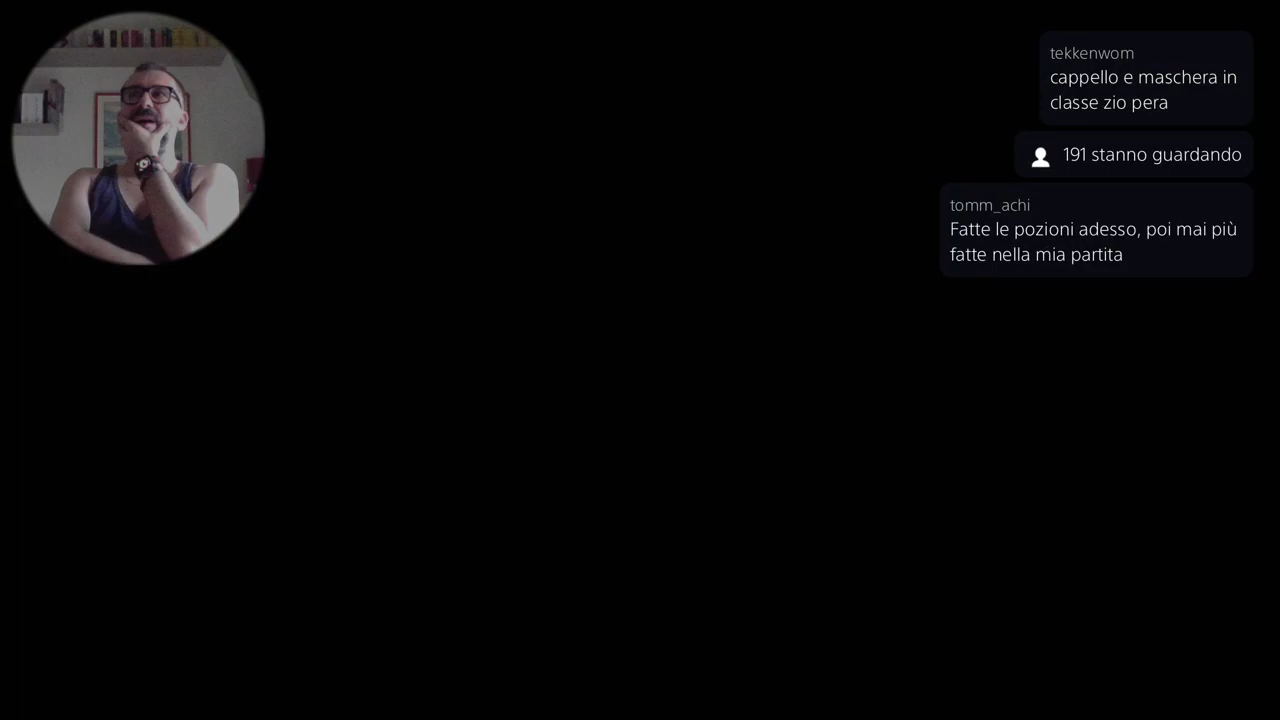 tekkenwom
cappello e maschera in
classe zio pera
191 stanno guardando
tomm_achi
Fatte le pozioni adesso, poi mai più
fatte nella mia partita